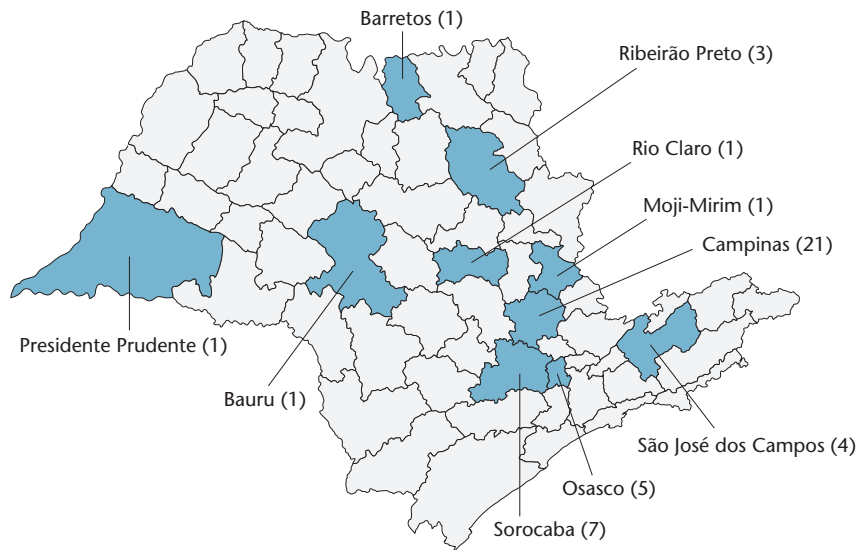 Barretos (1)
Ribeirão Preto (3)
Rio Claro (1)
Moji-Mirim (1)
Campinas (21)
Presidente Prudente (1)
Bauru (1)
São José dos Campos (4)
Osasco (5)
Sorocaba (7)